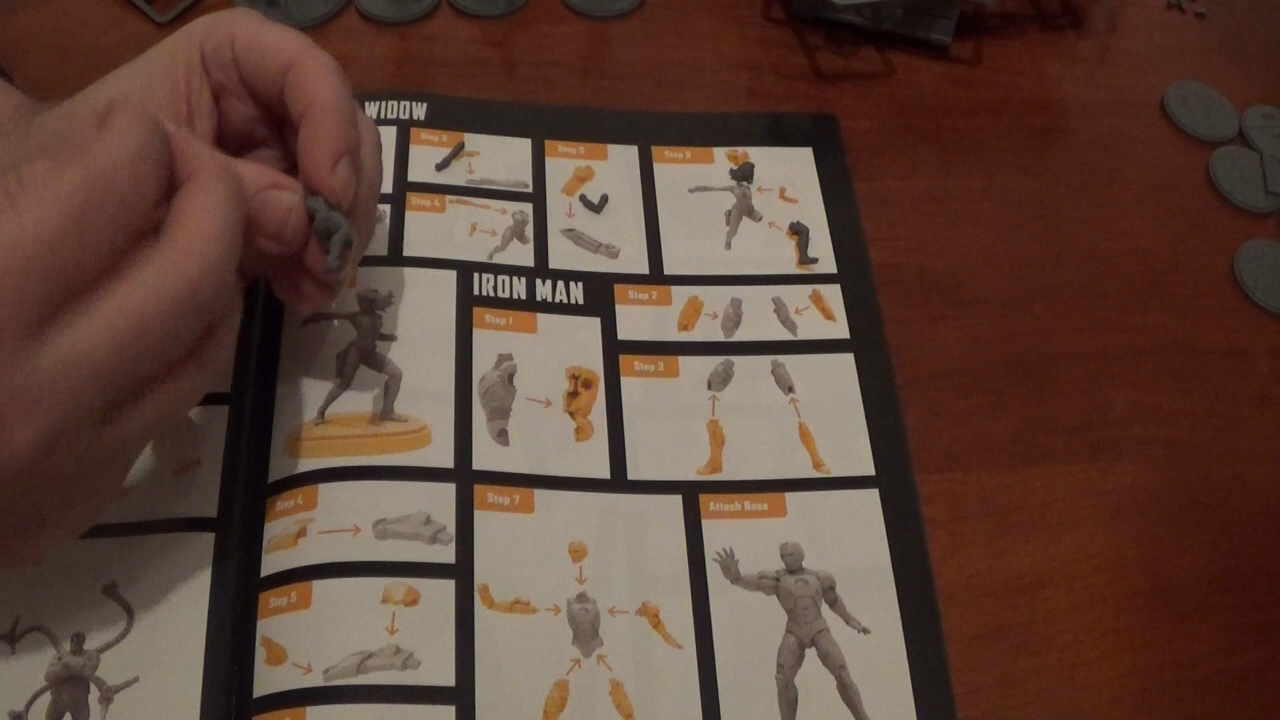 WIDOW
Step 3
Step 4
Step 5
Step 6
IRON MAN
Step 1
Step 2
Step 3
Step 4
Step 5
Step 7
Attach Base